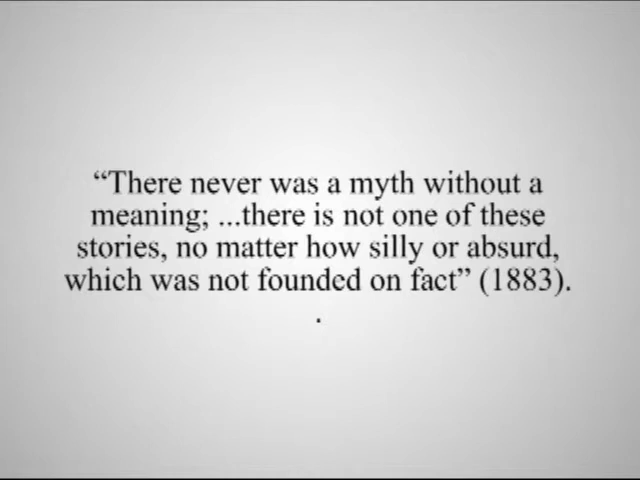 “There never was a myth without a
meaning; ...there is not one of these
stories, no matter how silly or absurd,
which was not founded on fact” (1883).
.